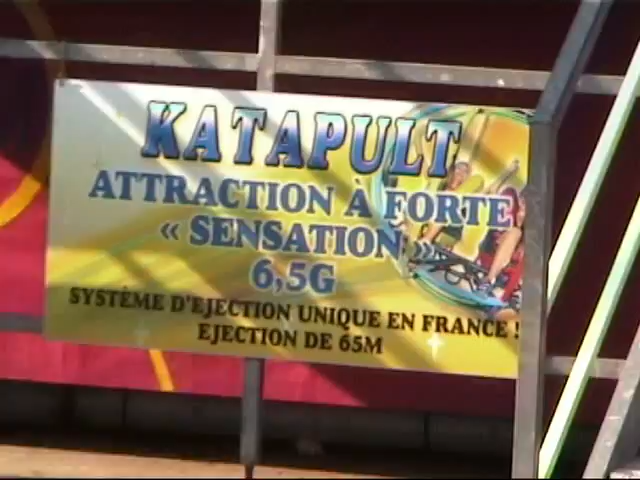 KATAPULT
ATTRACTION À FORTE
« SENSATION »
6,5G
SYSTÈME D'EJECTION UNIQUE EN FRANCE !
EJECTION DE 65M